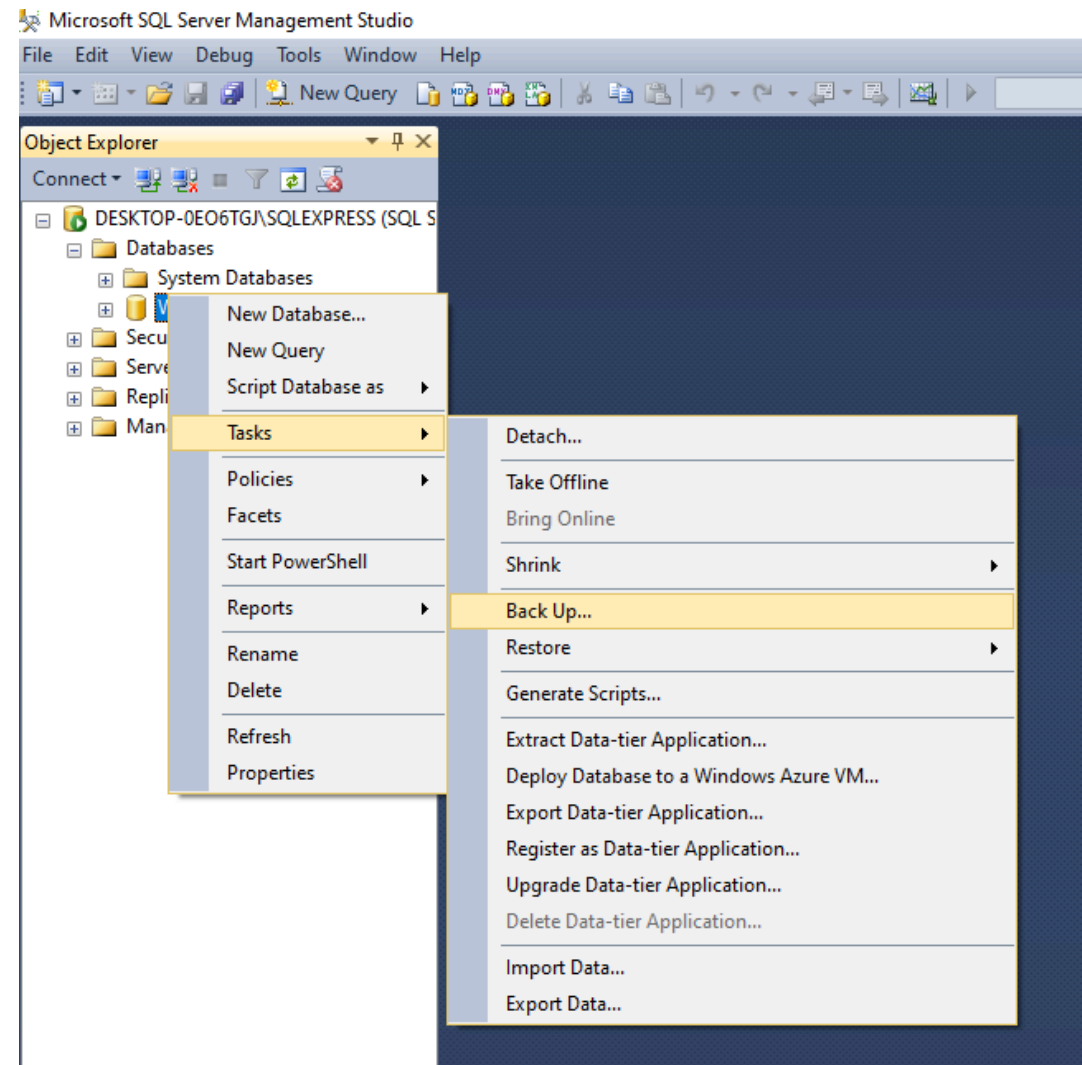 Microsoft SQL Server Management Studio
File Edit View Debug Tools Window Help
New Query
Object Explorer
Connect
DESKTOP-0EO6TGJ\SQLEXPRESS (SQL S
Databases
System Databases
Secu
Serve
Repli
Man
New Database...
New Query
Script Database as
Tasks
Policies
Facets
Start PowerShell
Reports
Rename
Delete
Refresh
Properties
Detach...
Take Offline
Bring Online
Shrink
Back Up...
Restore
Generate Scripts...
Extract Data-tier Application...
Deploy Database to a Windows Azure VM...
Export Data-tier Application...
Register as Data-tier Application...
Upgrade Data-tier Application...
Delete Data-tier Application...
Import Data...
Export Data...